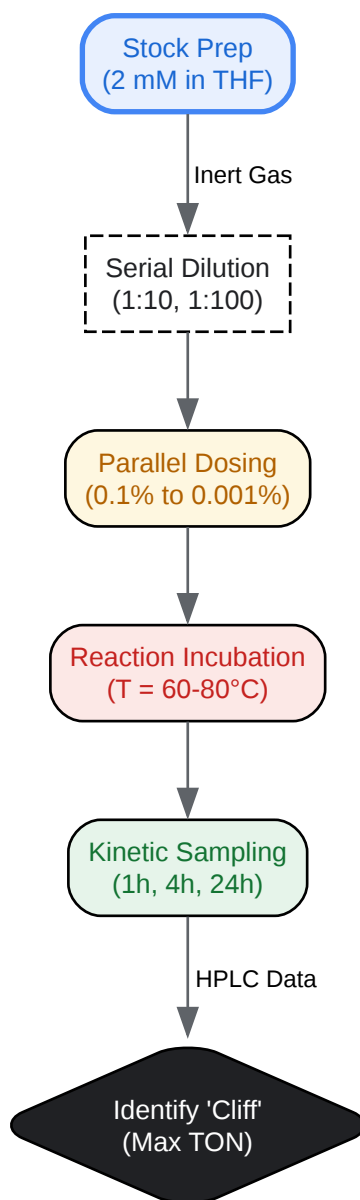 Stock Prep
(2 mM in THF)
Inert Gas
Serial Dilution
(1:10, 1:100)
Parallel Dosing
(0.1% to 0.001%)
Reaction Incubation
(T = 60-80°C)
Kinetic Sampling
(1h, 4h, 24h)
HPLC Data
Identify 'Cliff'
(Max TON)